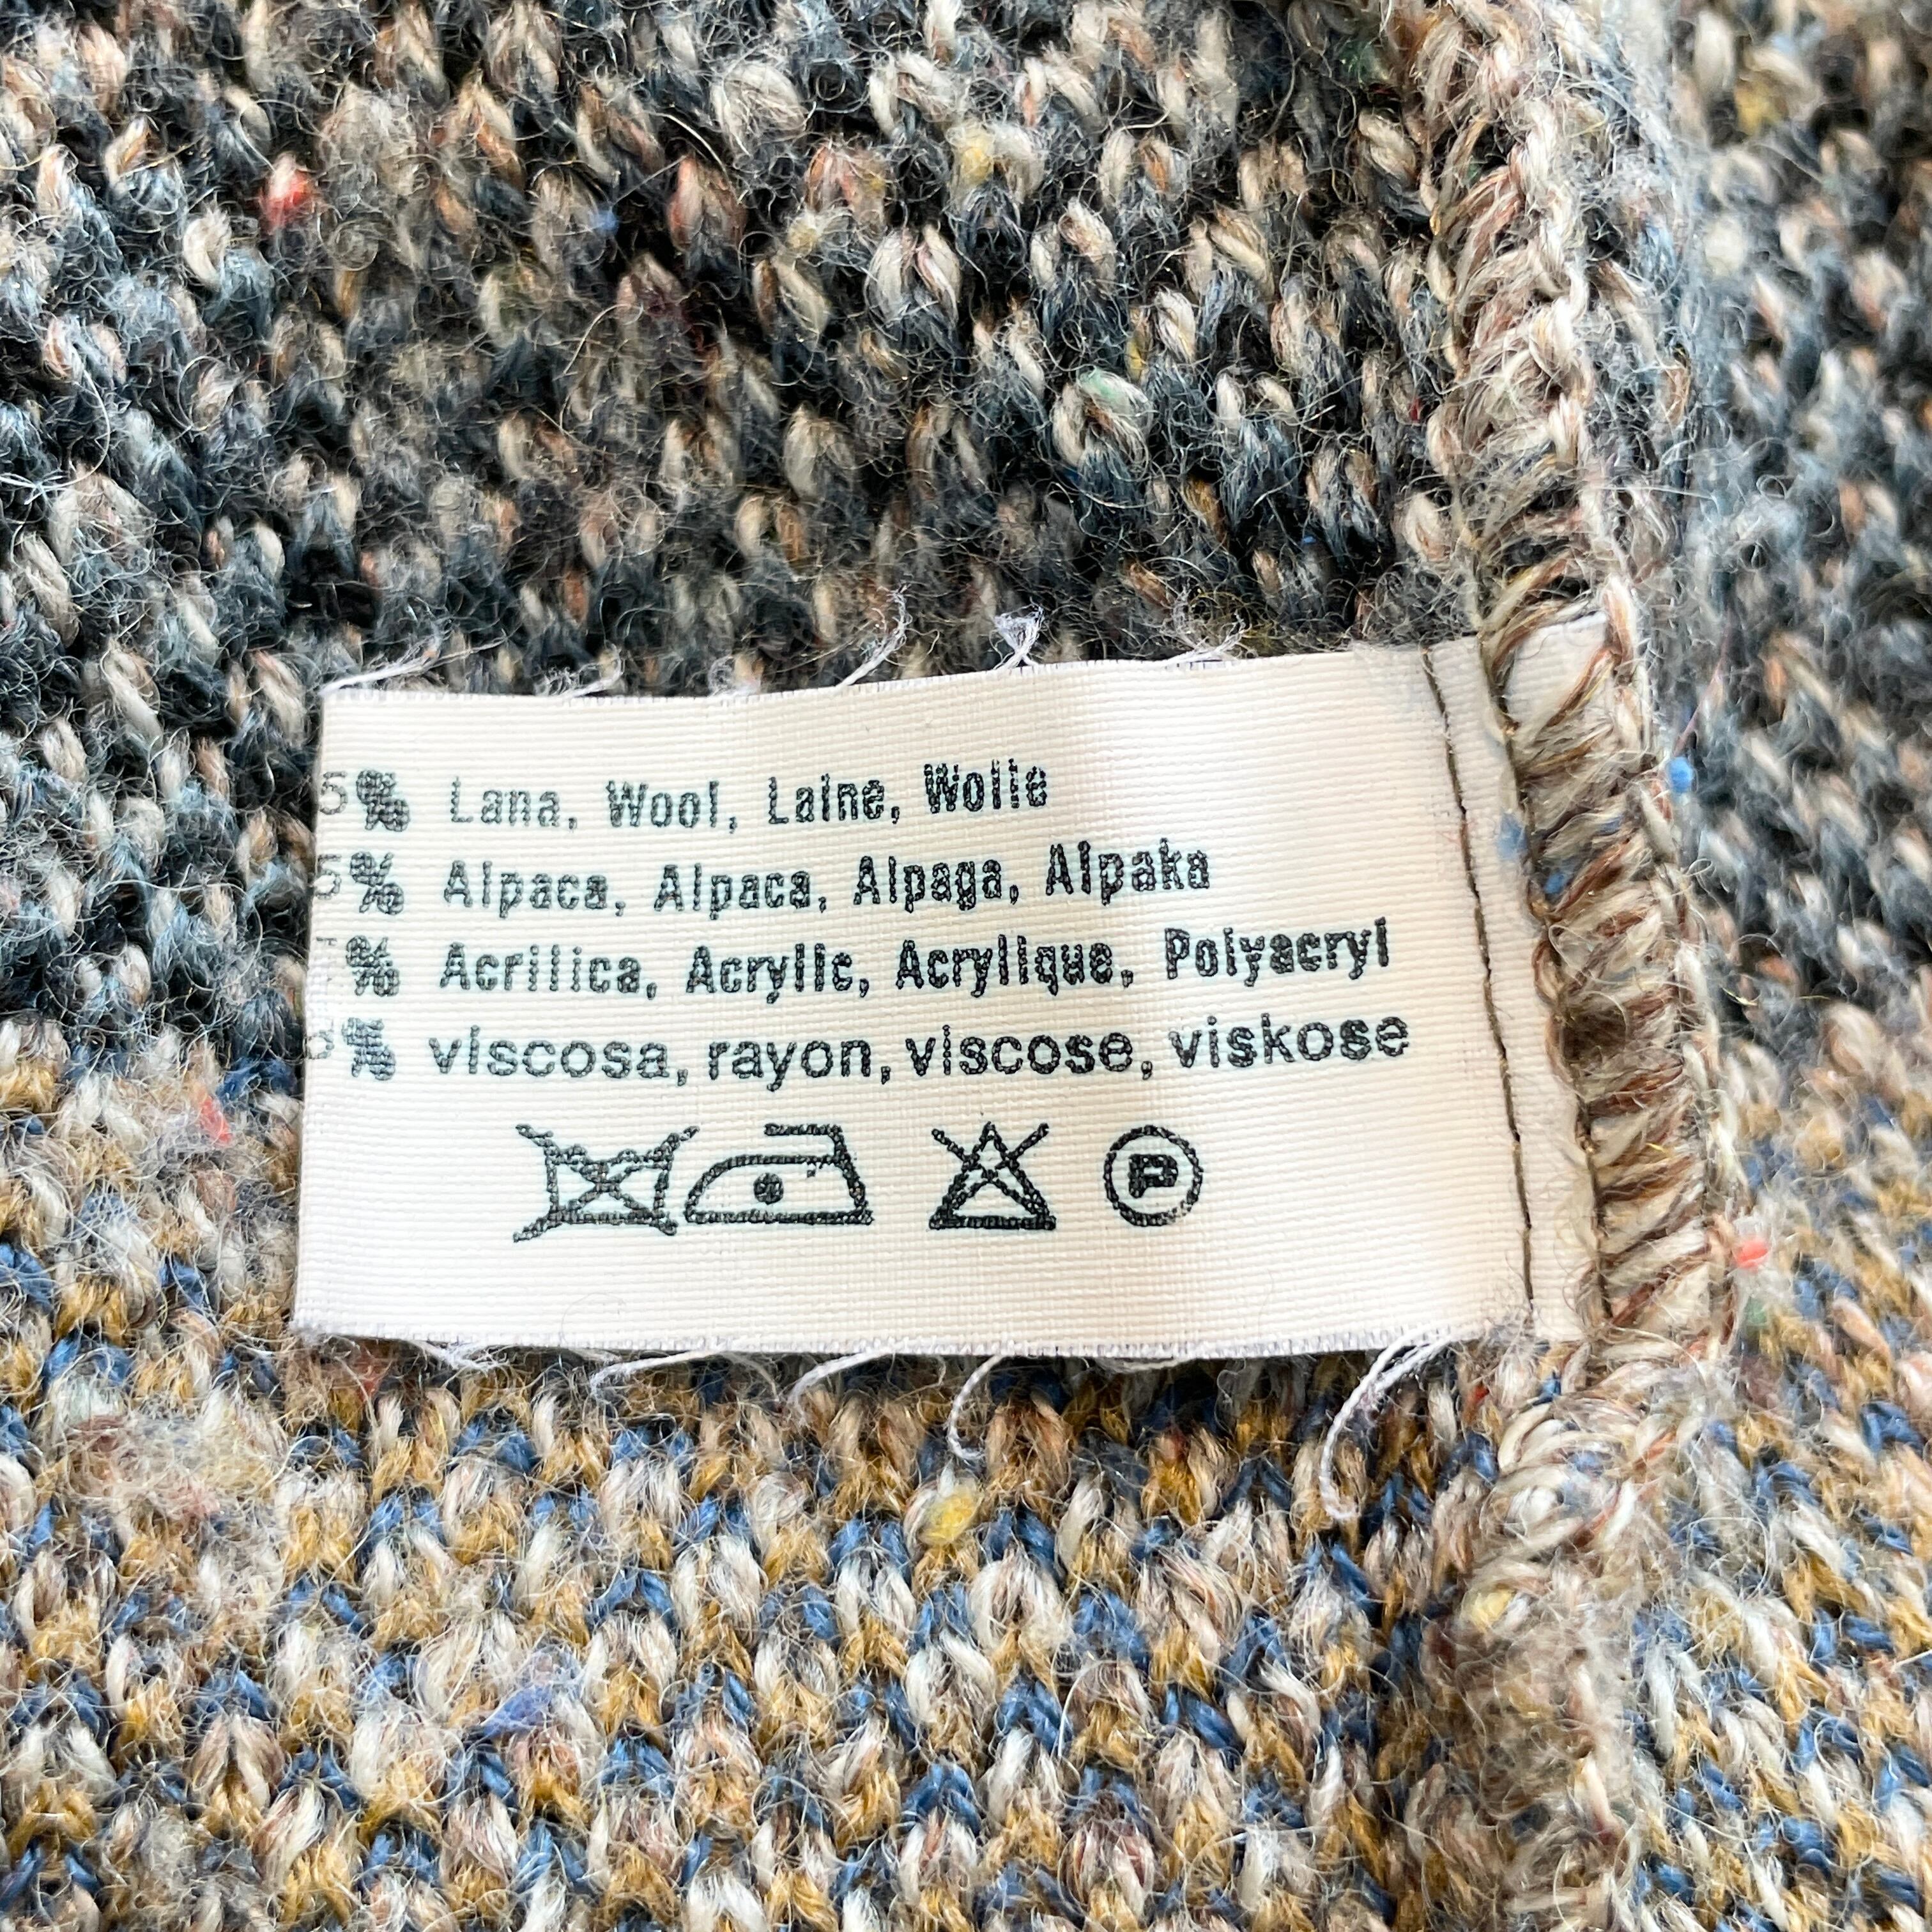 5% Lana, Wool, Laine, Wolle
5% Alpaca, Alpaca, Alpaga, Alpaka
% Acrilica, Acrylic, Acrylique, Polyacryl
% viscosa, rayon, viscose, viskose
P